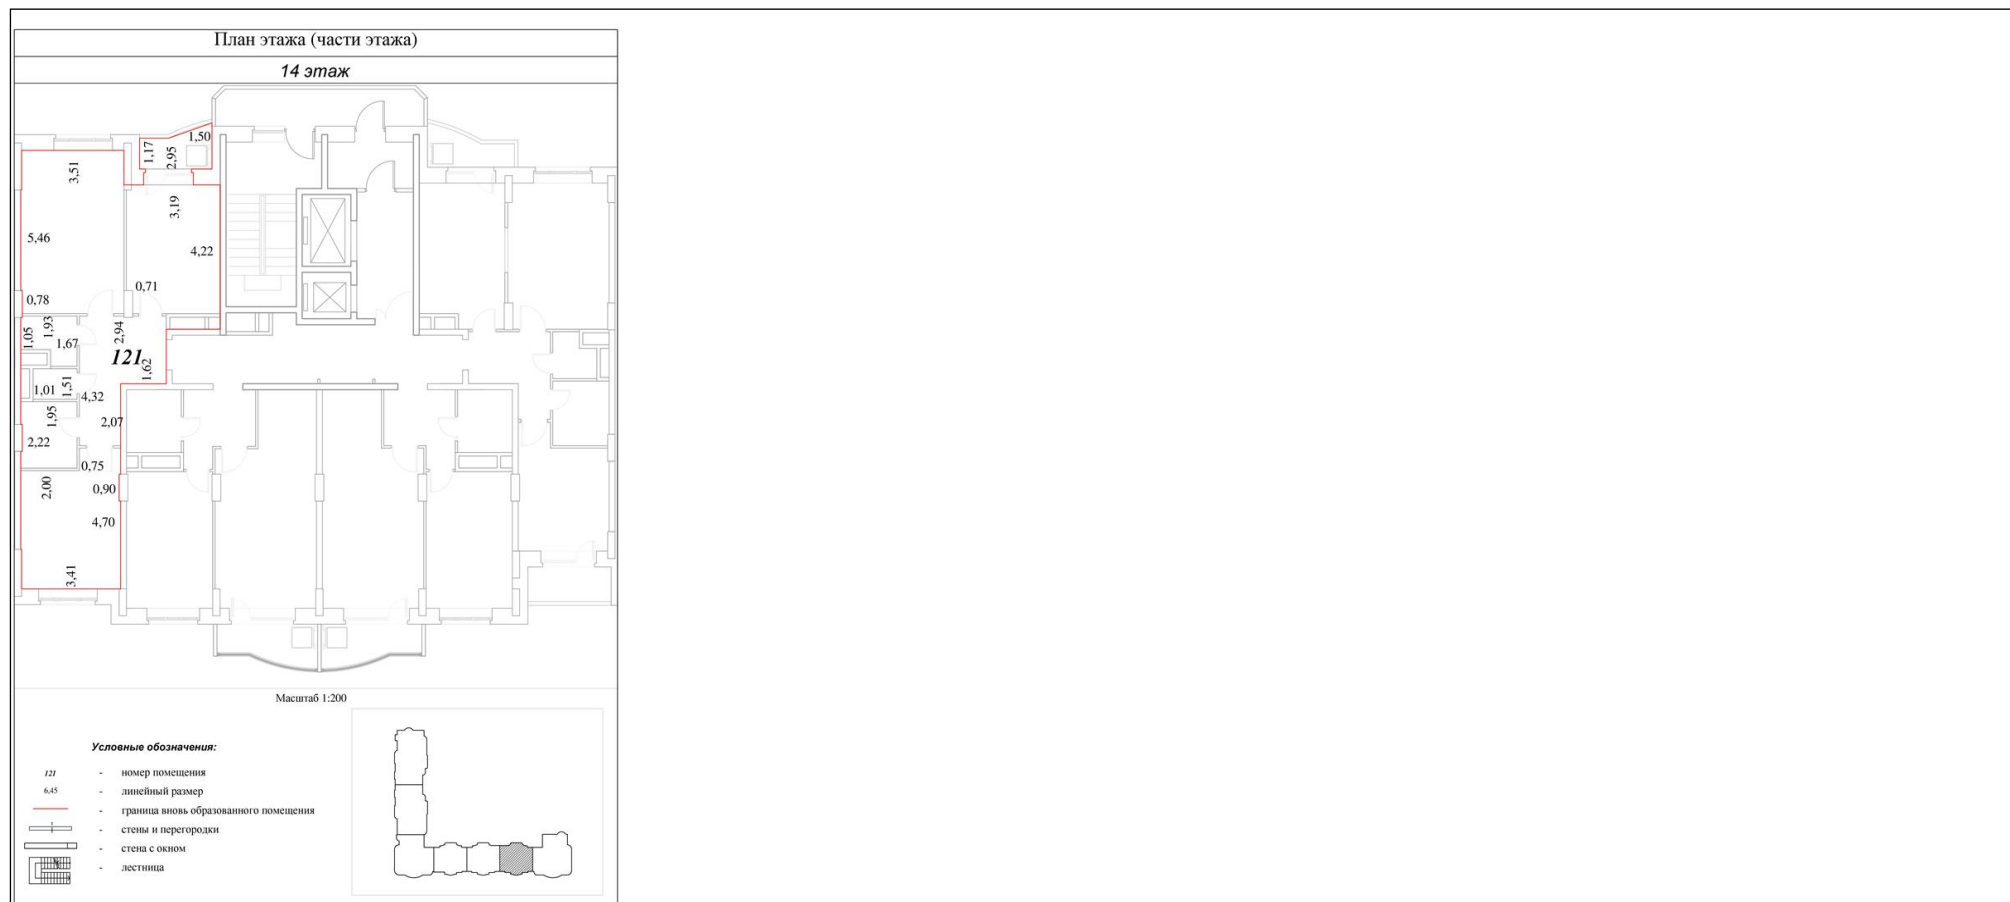 План этажа (части этажа)
14 этаж
1,50
1,17
2,95
3,51
3,19
5,46
4,22
0,71
0,78
1,05
1,93
1,67
2,94
121
1,62
1,01
1,51
4,32
1,95
2,07
2,22
0,75
2,00
0,90
4,70
3,41
Масштаб 1:200
Условные обозначения:
121 - номер помещения
6,45 - линейный размер
- граница вновь образованного помещения
- стены и перегородки
- стена с окном
- лестница